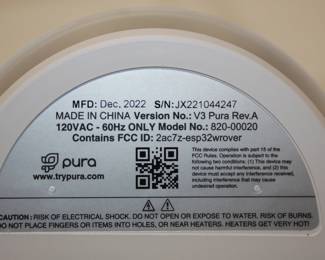 MFD: Dec. 2022 S/N:JX221044247
MADE IN CHINA Version No.: V3 Pura Rev.A
120VAC - 60Hz ONLY Model No.: 820-00020
Contains FCC ID: 2ac7z-esp32wrover
pura
www.trypura.com
This device complies with part 15 of the
FCC Rules. Operation is subject to the
following two conditions: (1) This device may
not cause harmful interference, and (2) this
device must accept any interference received,
including interference that may cause
undesired operation.
CAUTION: RISK OF ELECTRICAL SHOCK. DO NOT EXPOSE TO WATER. RISK OF BURNS.
DO NOT PLACE FINGERS OR ITEMS INTO HOLES, OR NEAR HEATERS. HEATERS GET VERY HOT!